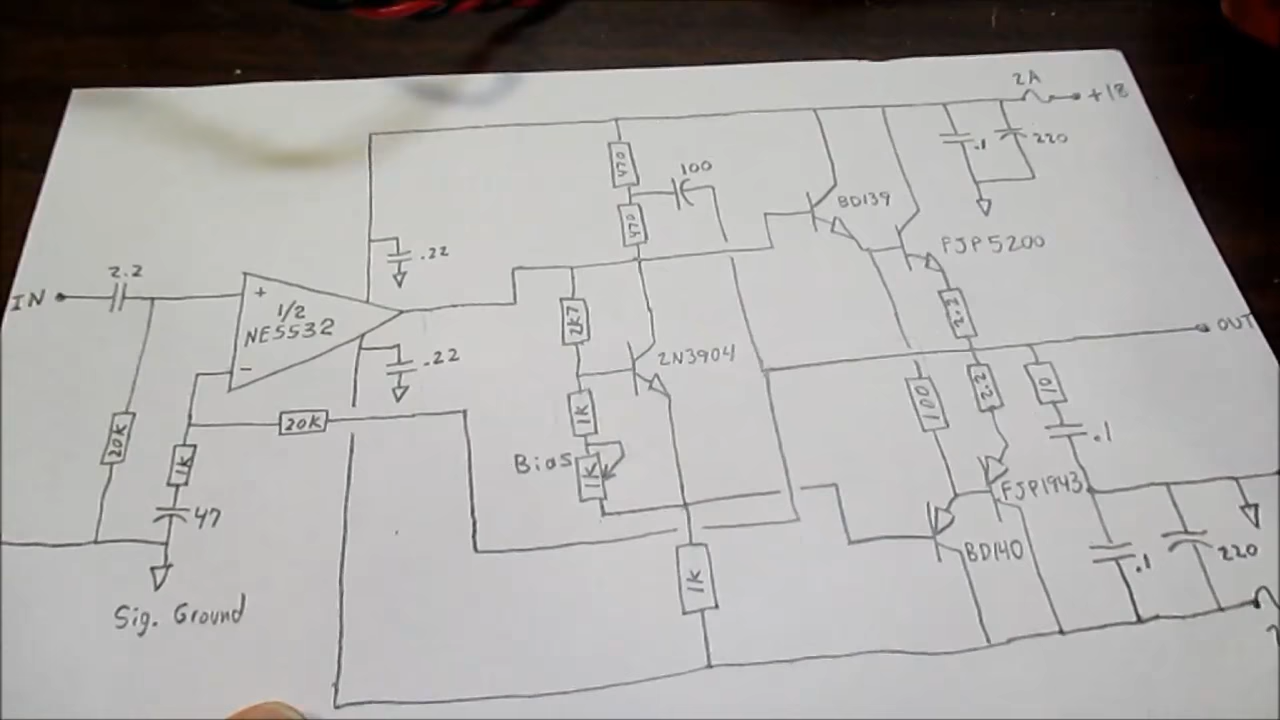 2A
+18
.1
220
470
100
470
BD139
FJP5200
.22
2.2
IN
+
1/2
NE5532
-
.22
2K7
2N3904
2.2
OUT
20K
20K
1K
47
1K
Bias
1K
100
2.2
10
.1
FJP1943
BD140
.1
220
1K
Sig. Ground